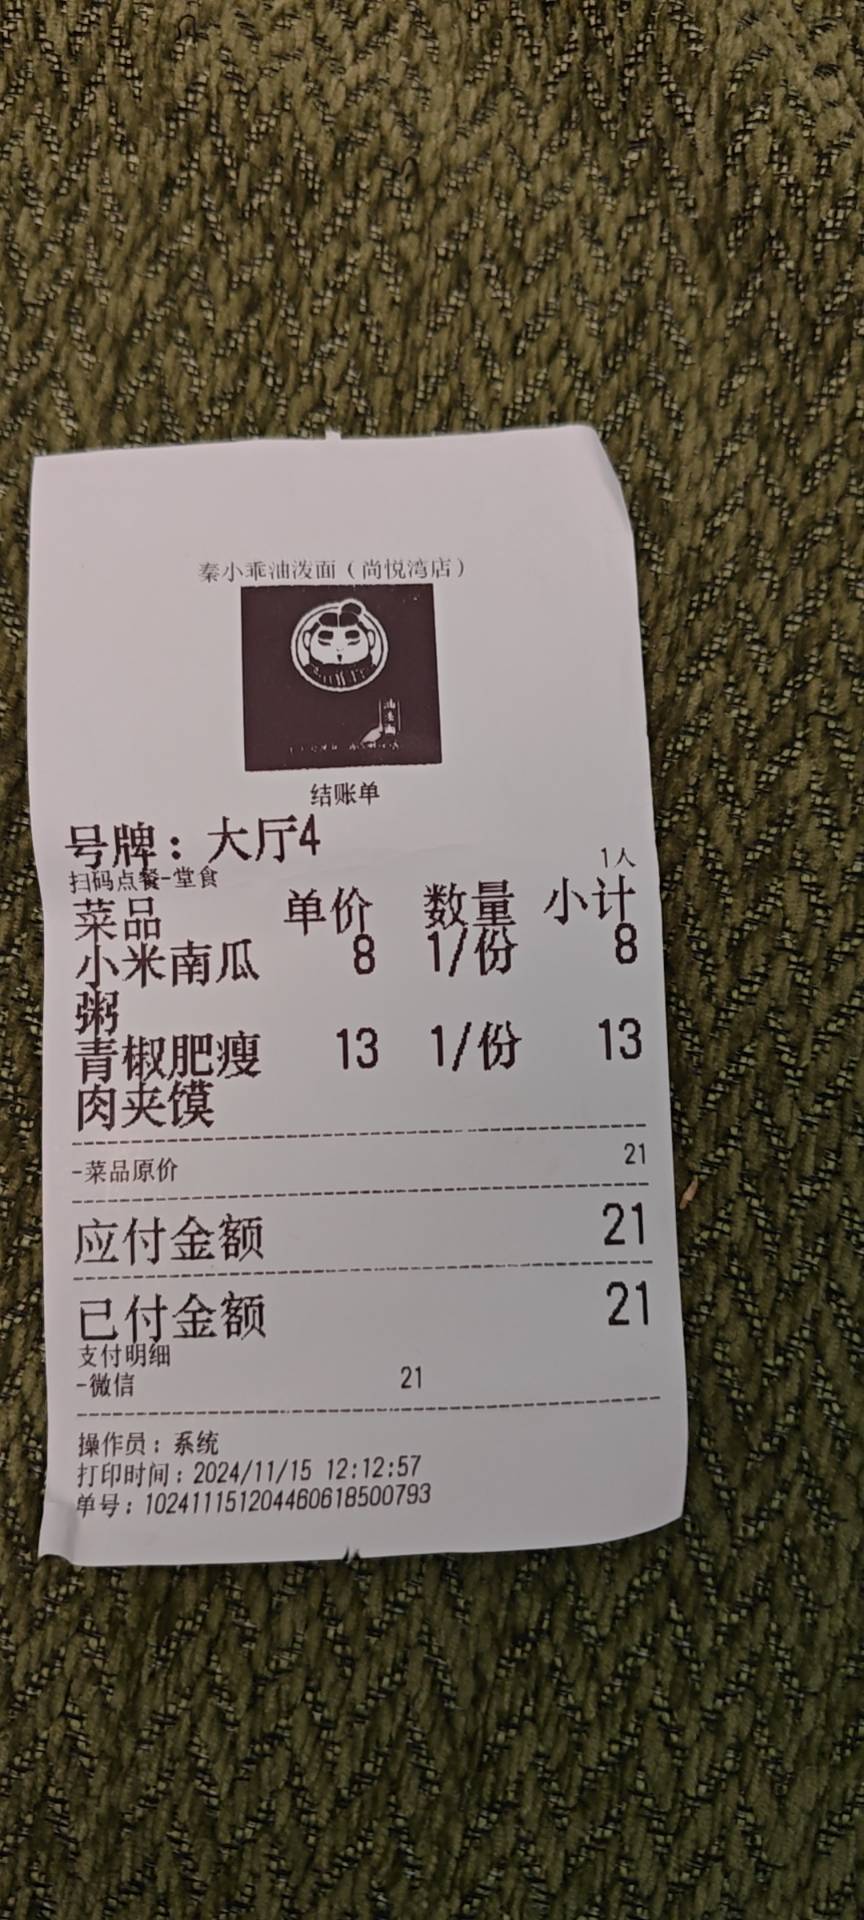 秦小乖油泼面（尚悦湾店）
油泼面
结账单
号牌：大厅4
1人
扫码点餐-堂食
菜品 单价 数量 小计
小米南瓜 8 1/份 8
粥
青椒肥瘦 13 1/份 13
肉夹馍
-菜品原价 21
应付金额 21
已付金额 21
支付明细
-微信 21
操作员：系统
打印时间：2024/11/15 12:12:57
单号：102411151204460618500793